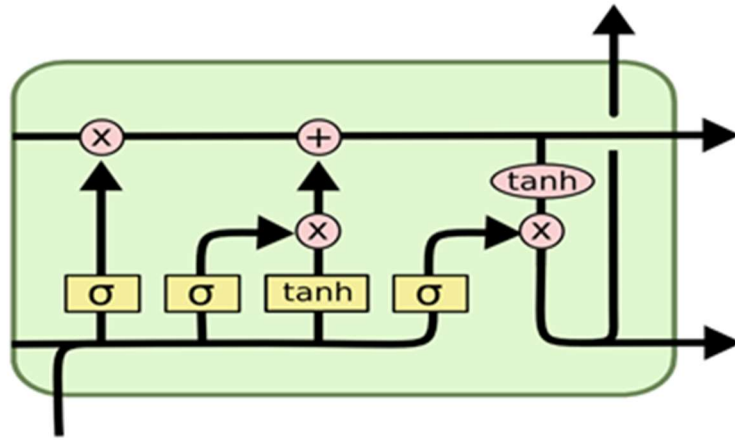 × +
tanh
× ×
σ σ tanh σ